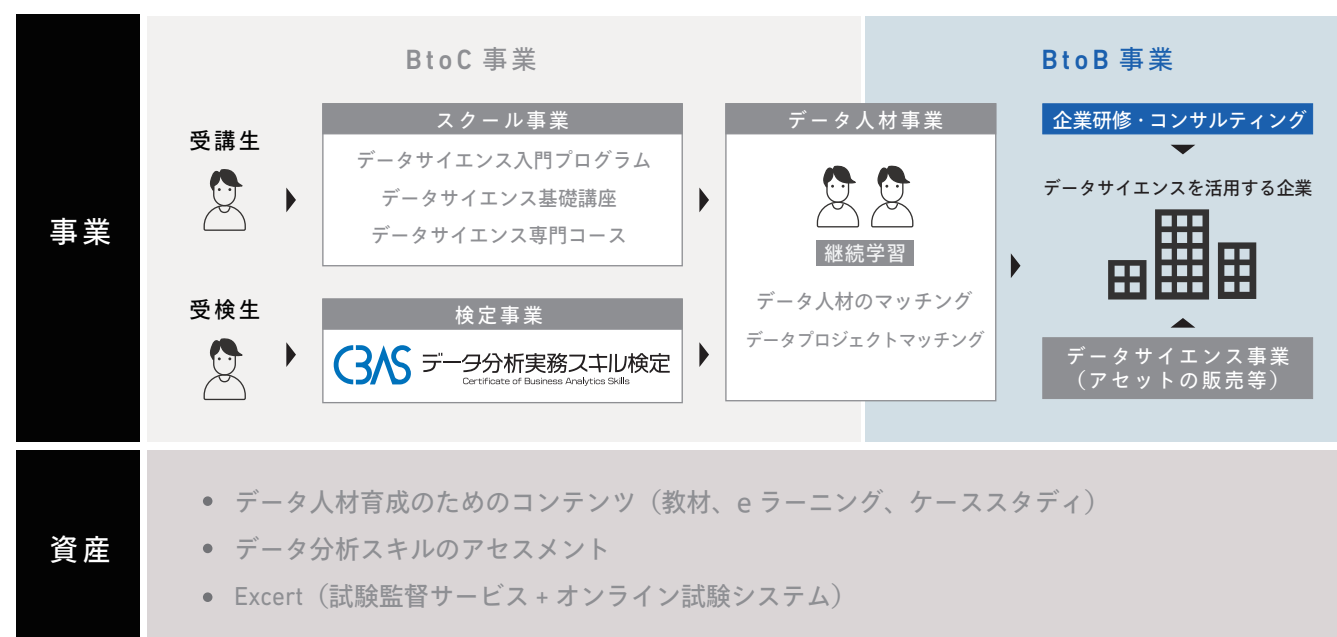 事業
BtoC 事業
受講生
スクール事業
データサイエンス入門プログラム
データサイエンス基礎講座
データサイエンス専門コース
受検生
検定事業
CBAS データ分析実務スキル検定
Certificate of Business Analytics Skills
データ人材事業
継続学習
データ人材のマッチング
データプロジェクトマッチング
BtoB 事業
企業研修・コンサルティング
データサイエンスを活用する企業
データサイエンス事業
（アセットの販売等）
資産
• データ人材育成のためのコンテンツ（教材、e ラーニング、ケーススタディ）
• データ分析スキルのアセスメント
• Excert（試験監督サービス + オンライン試験システム）